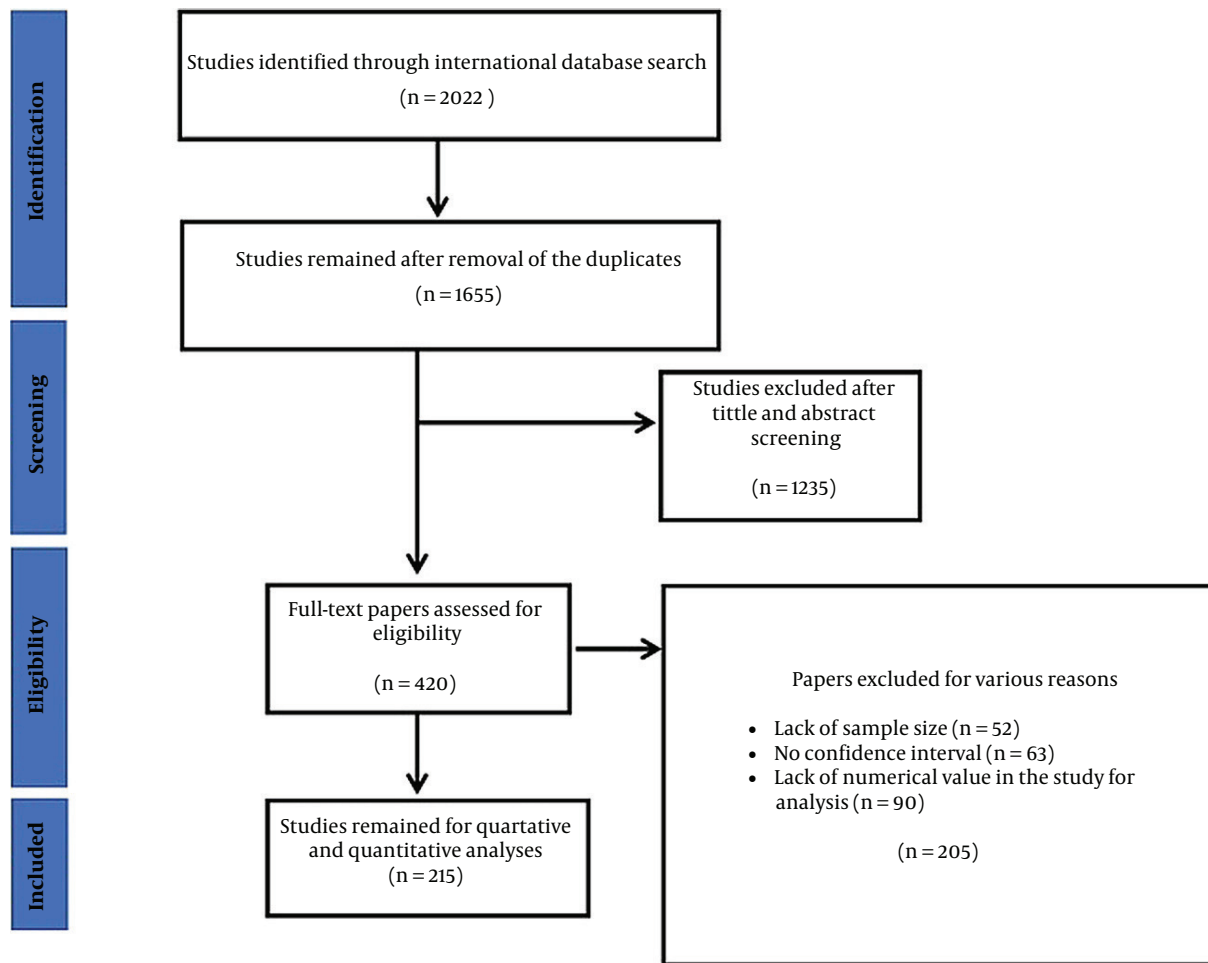 Identification
Studies identified through international database search
(n = 2022 )
Studies remained after removal of the duplicates
(n = 1655)
Screening
Studies excluded after
tittle and abstract
screening
(n = 1235)
Eligibility
Full-text papers assessed for
eligibility
(n = 420)
Papers excluded for various reasons
• Lack of sample size (n = 52)
• No confidence interval (n = 63)
• Lack of numerical value in the study for
analysis (n = 90)
(n = 205)
Included
Studies remained for quartative
and quantitative analyses
(n = 215)